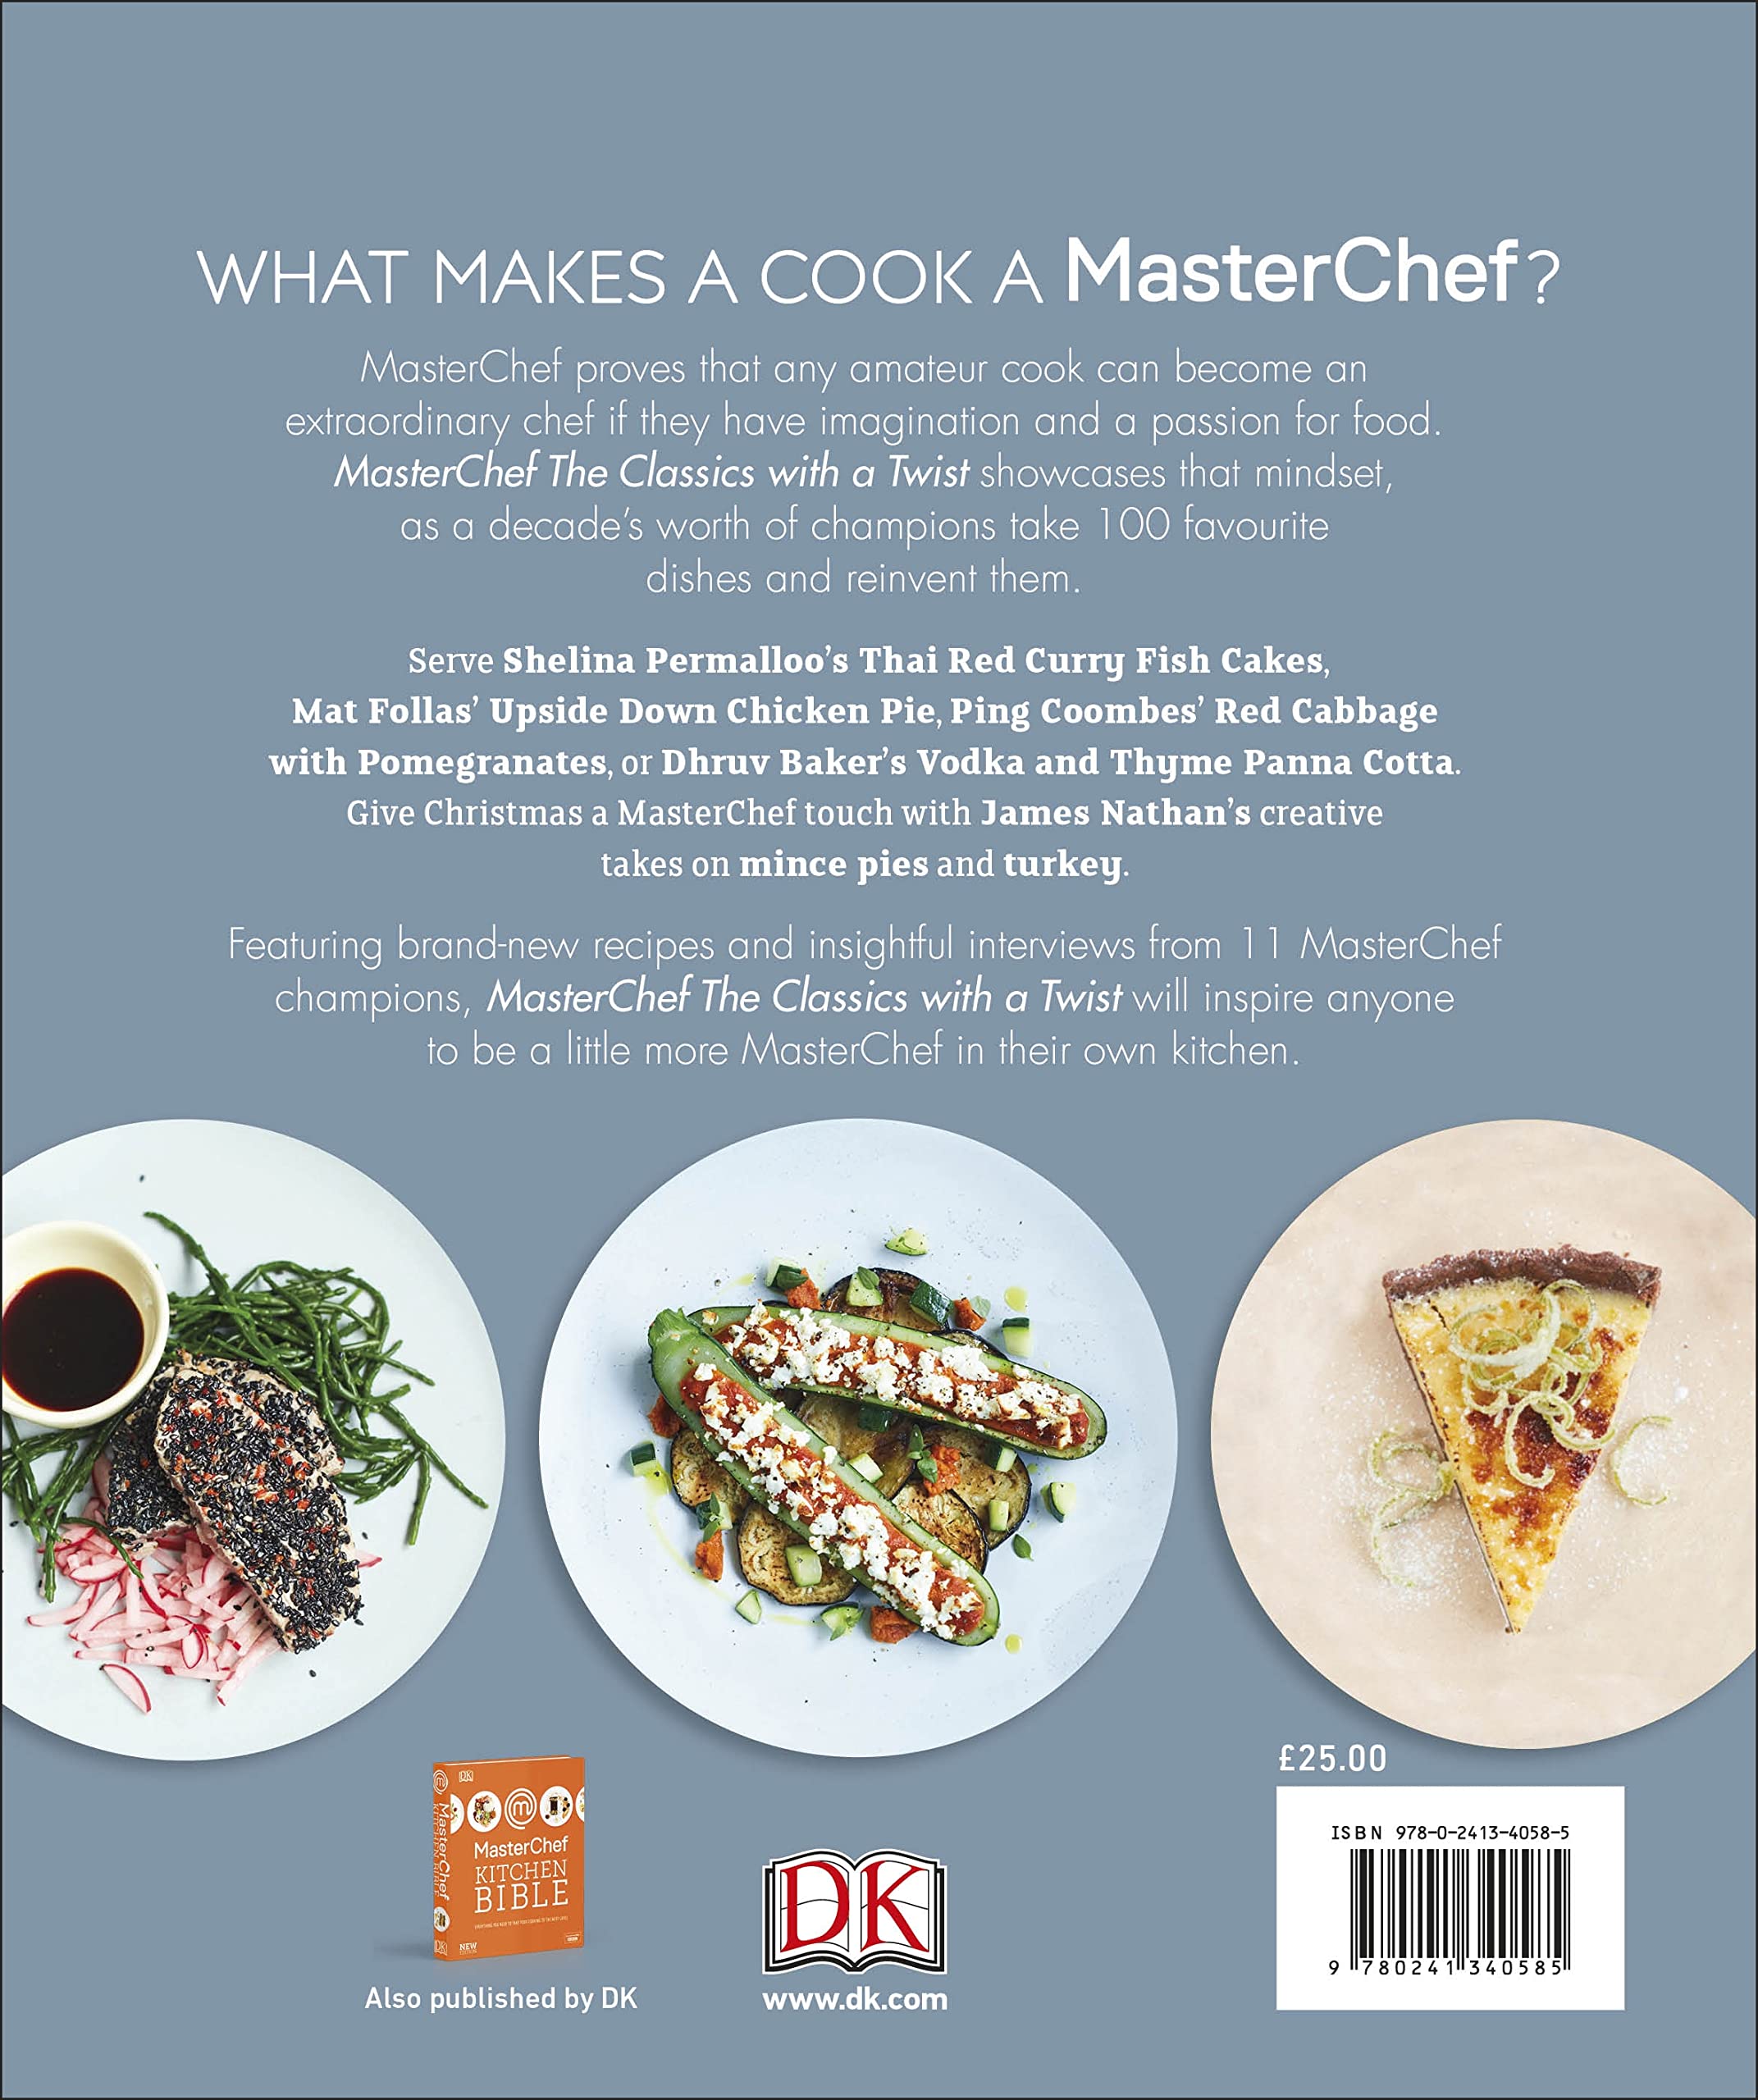 WHAT MAKES A COOK A MasterChef?
MasterChef proves that any amateur cook can become an
extraordinary chef if they have imagination and a passion for food.
MasterChef The Classics with a Twist showcases that mindset,
as a decade's worth of champions take 100 favourite
dishes and reinvent them.
Serve Shelina Permalloo's Thai Red Curry Fish Cakes,
Mat Follas' Upside Down Chicken Pie, Ping Coombes' Red Cabbage
with Pomegranates, or Dhruv Baker's Vodka and Thyme Panna Cotta.
Give Christmas a MasterChef touch with James Nathan's creative
takes on mince pies and turkey.
Featuring brand-new recipes and insightful interviews from 11 MasterChef
champions, MasterChef The Classics with a Twist will inspire anyone
to be a little more MasterChef in their own kitchen.
DK
MasterChef
KITCHEN
BIBLE
NEW
MasterChef
KITCHEN BIBLE
DK
Also published by DK
DK
www.dk.com
£25.00
ISBN 978-0-2413-4058-5
9 780241 340585